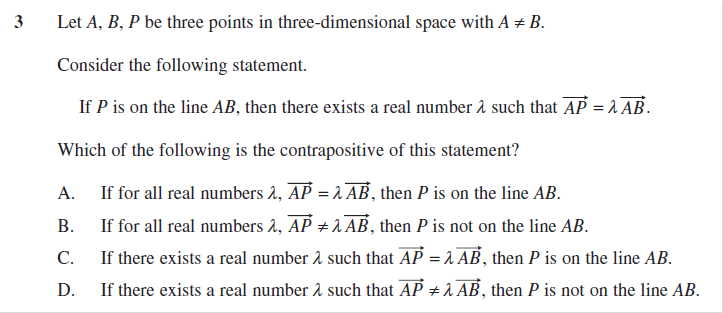 3 Let A, B, P be three points in three-dimensional space with A ≠ B.
Consider the following statement.
If P is on the line AB, then there exists a real number λ such that $\overrightarrow{AP} = \lambda \overrightarrow{AB}$.
Which of the following is the contrapositive of this statement?
A. If for all real numbers λ, $\overrightarrow{AP} = \lambda \overrightarrow{AB}$, then P is on the line AB.
B. If for all real numbers λ, $\overrightarrow{AP} \neq \lambda \overrightarrow{AB}$, then P is not on the line AB.
C. If there exists a real number λ such that $\overrightarrow{AP} = \lambda \overrightarrow{AB}$, then P is on the line AB.
D. If there exists a real number λ such that $\overrightarrow{AP} \neq \lambda \overrightarrow{AB}$, then P is not on the line AB.